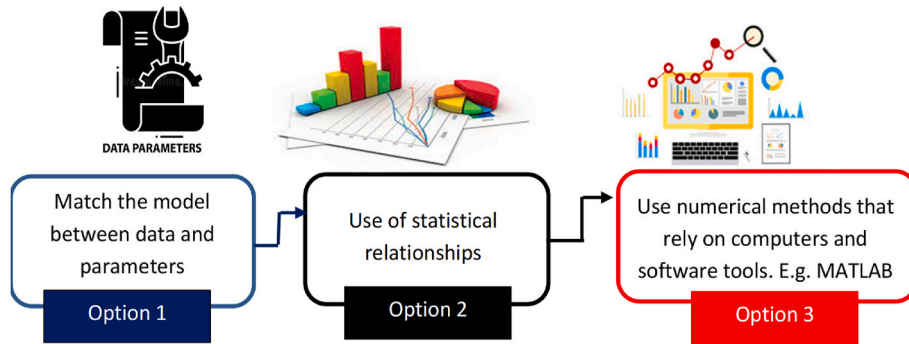 DATA PARAMETERS
Match the model
between data and
parameters
Option 1
Use of statistical
relationships
Option 2
Use numerical methods that
rely on computers and
software tools. E.g. MATLAB
Option 3